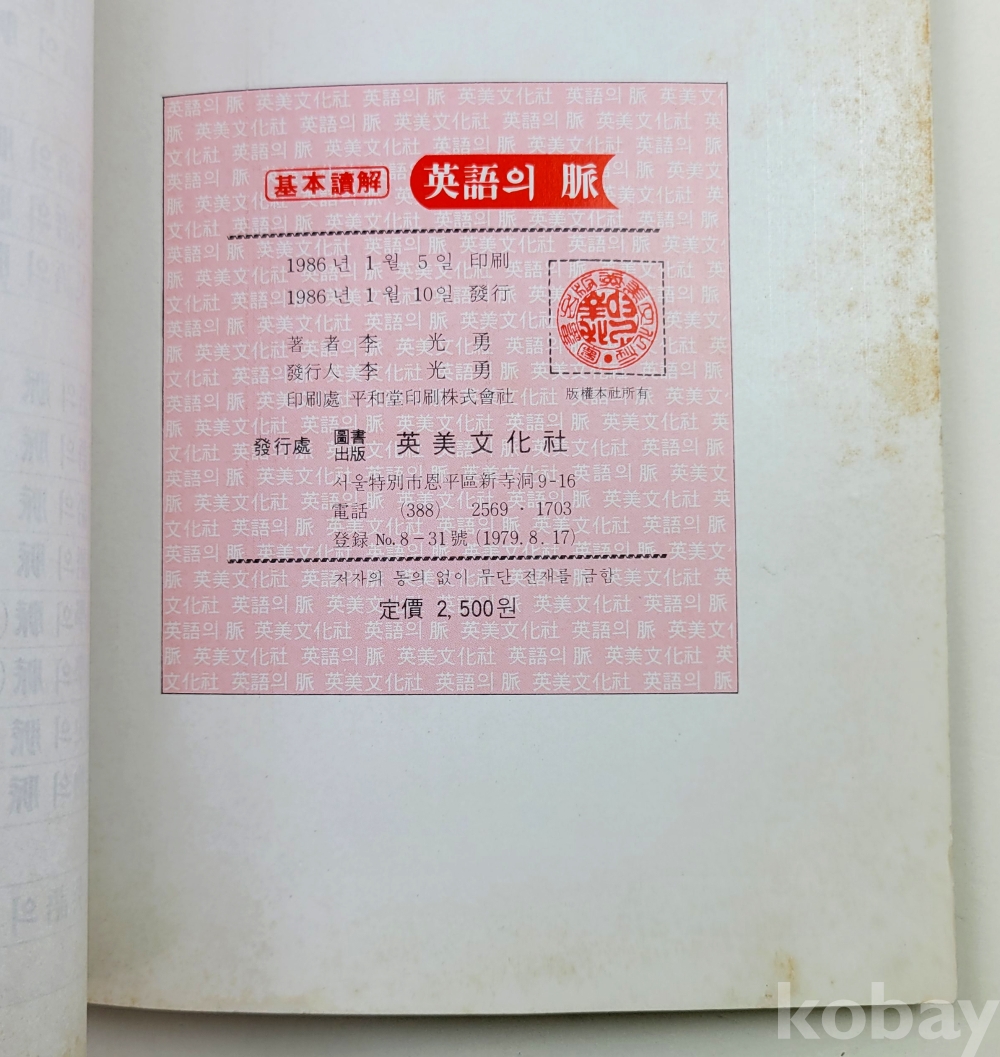 基本讀解 英語의 脈
1986년 1월 5일 印刷
1986년 1월 10일 發行
著者 李光勇
發行人 李光勇
印刷處 平和堂印刷株式會社
版權本社所有
發行處 圖書出版 英美文化社
서울特別市恩平區新寺洞9-16
電話 (388) 2569·1703
登録 No.8-31號 (1979.8.17)
저자의 동의 없이 무단 전재를 금함
定價 2,500원
kobay